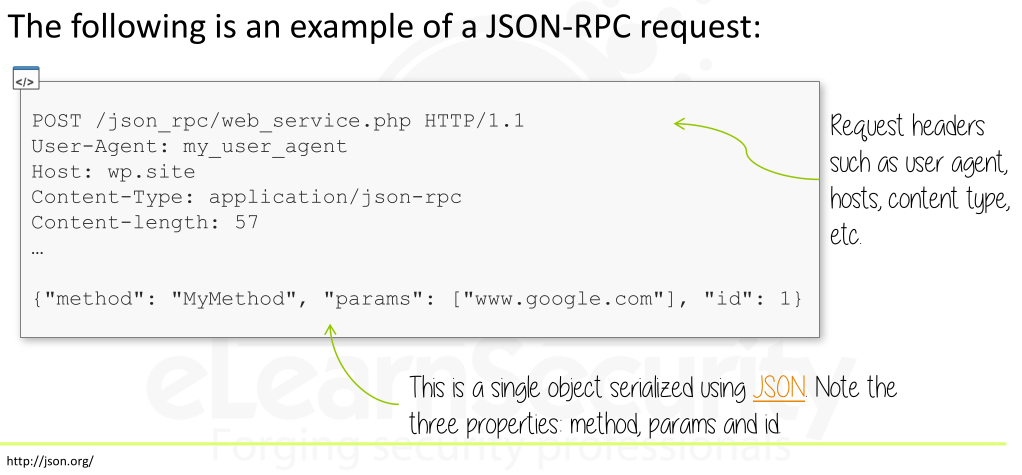 The following is an example of a JSON-RPC request:
</>
POST /json_rpc/web_service.php HTTP/1.1
User-Agent: my_user_agent
Host: wp.site
Content-Type: application/json-rpc
Content-length: 57
…
{"method": "MyMethod", "params": ["www.google.com"], "id": 1}
Request headers
such as user agent,
hosts, content type,
etc.
This is a single object serialized using JSON. Note the
three properties: method, params and id.
eLearnSecurity
Forging security professionals
http://json.org/